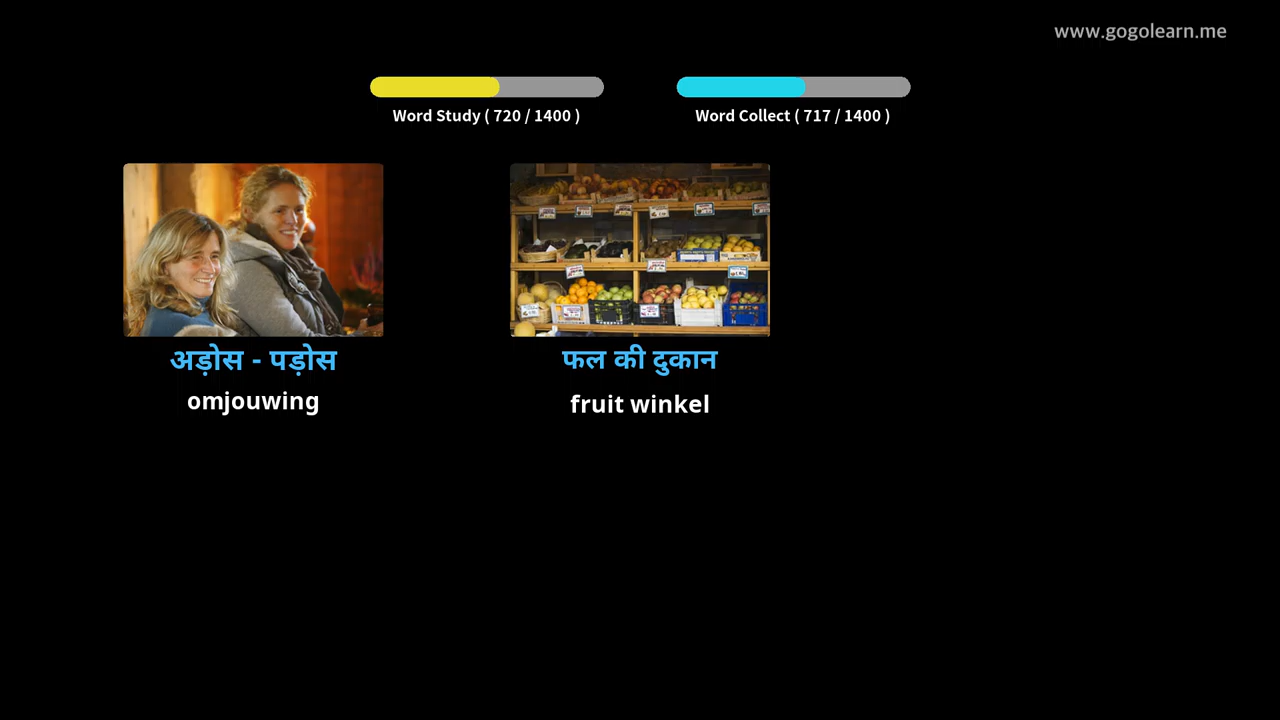 www.gogolearn.me
Word Study ( 720 / 1400 )
Word Collect ( 717 / 1400 )
अड़ोस - पड़ोस
फल की दुकान
omjouwing
fruit winkel